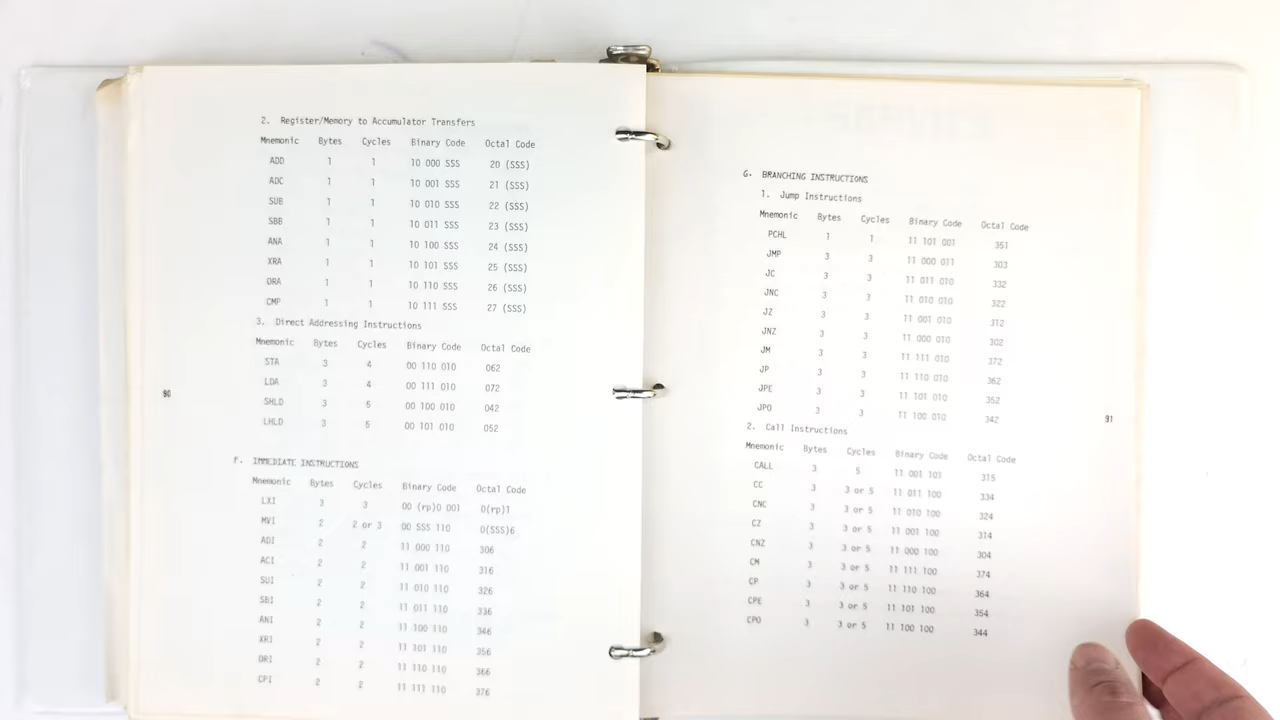 2. Register/Memory to Accumulator Transfers
Mnemonic Bytes Cycles Binary Code Octal Code
ADD 1 1 10 000 SSS 20 (SSS)
ADC 1 1 10 001 SSS 21 (SSS)
SUB 1 1 10 010 SSS 22 (SSS)
SBB 1 1 10 011 SSS 23 (SSS)
ANA 1 1 10 100 SSS 24 (SSS)
XRA 1 1 10 101 SSS 25 (SSS)
ORA 1 1 10 110 SSS 26 (SSS)
CMP 1 1 10 111 SSS 27 (SSS)
3. Direct Addressing Instructions
Mnemonic Bytes Cycles Binary Code Octal Code
STA 3 4 00 110 010 062
LDA 3 4 00 111 010 072
SHLD 3 5 00 100 010 042
LHLD 3 5 00 101 010 052
F. IMMEDIATE INSTRUCTIONS
Mnemonic Bytes Cycles Binary Code Octal Code
LXI 3 3 00 (rp)0 001 0(rp)1
MVI 2 2 or 3 00 SSS 110 0(SSS)6
ADI 2 2 11 000 110 306
ACI 2 2 11 001 110 316
SUI 2 2 11 010 110 326
SBI 2 2 11 011 110 336
ANI 2 2 11 100 110 346
XRI 2 2 11 101 110 356
ORI 2 2 11 110 110 366
CPI 2 2 11 111 110 376
90
G. BRANCHING INSTRUCTIONS
1. Jump Instructions
Mnemonic Bytes Cycles Binary Code Octal Code
PCHL 1 1 11 101 001 351
JMP 3 3 11 000 011 303
JC 3 3 11 011 010 332
JNC 3 3 11 010 010 322
JZ 3 3 11 001 010 312
JNZ 3 3 11 000 010 302
JM 3 3 11 111 010 372
JP 3 3 11 110 010 362
JPE 3 3 11 101 010 352
JPO 3 3 11 100 010 342
2. Call Instructions
Mnemonic Bytes Cycles Binary Code Octal Code
CALL 3 5 11 001 101 315
CC 3 3 or 5 11 011 100 334
CNC 3 3 or 5 11 010 100 324
CZ 3 3 or 5 11 001 100 314
CNZ 3 3 or 5 11 000 100 304
CM 3 3 or 5 11 111 100 374
CP 3 3 or 5 11 110 100 364
CPE 3 3 or 5 11 101 100 354
CPO 3 3 or 5 11 100 100 344
91